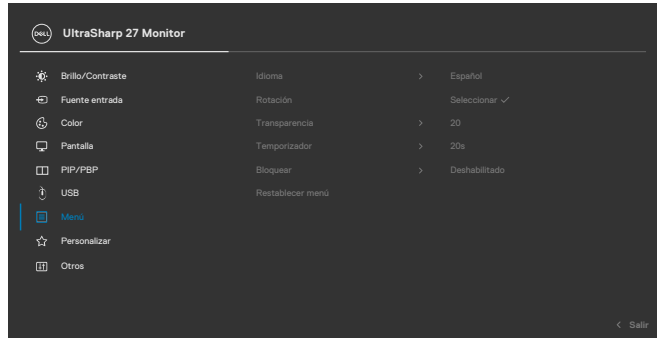 DELL UltraSharp 27 Monitor
Brillo/Contraste Idioma > Español
Fuente entrada Rotación Seleccionar ✓
Color Transparencia > 20
Pantalla Temporizador > 20s
PIP/PBP Bloquear > Deshabilitado
USB Restablecer menú
Menú
Personalizar
Otros
< Salir